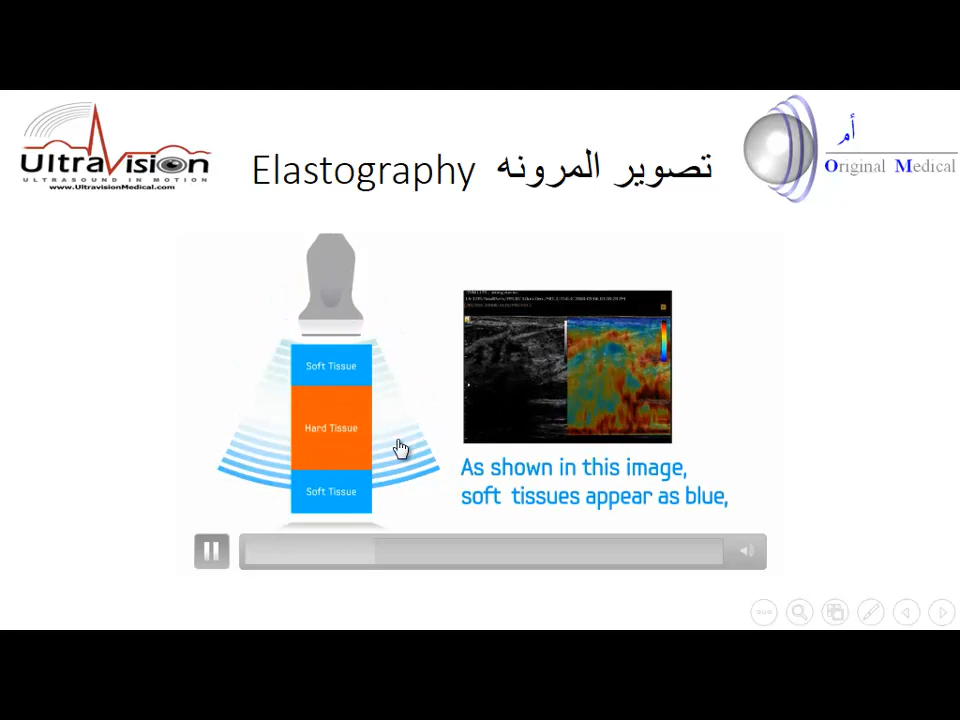 UltraVision
ULTRASOUND IN MOTION
www.UltravisionMedical.com
Elastography تصوير المرونه
أم
Original Medical
Soft Tissue
Hard Tissue
Soft Tissue
As shown in this image,
soft tissues appear as blue,